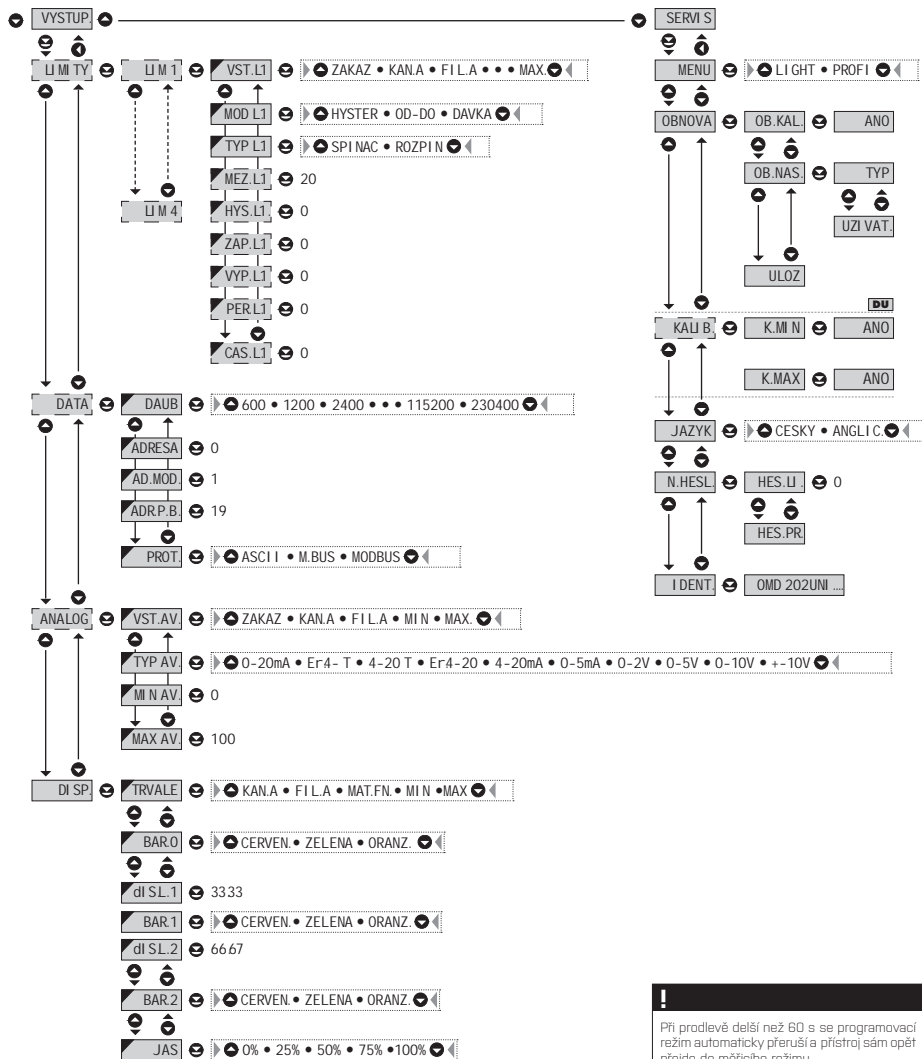 VYSTUP.
LIMITY
LIM 1
VST.L1
ZAKAZ • KAN.A • FIL.A • • • MAX.
MOD L1
HYSTER • OD-DO • DAVKA
TYP L1
SPINAC • ROZPIN
MEZ.L1
20
LIM 4
HYS.L1
0
ZAP.L1
0
VYP.L1
0
PER.L1
0
CAS.L1
0
DATA
DAUB
600 • 1200 • 2400 • • • 115200 • 230400
ADRESA
0
AD.MOD.
1
ADR.P.B.
19
PROT.
ASCII • M.BUS • MODBUS
ANALOG
VST.AV.
ZAKAZ • KAN.A • FIL.A • MIN • MAX.
TYP AV.
0-20mA • Er4- T • 4-20 T • Er4-20 • 4-20mA • 0-5mA • 0-2V • 0-5V • 0-10V • +-10V
MIN AV.
0
MAX AV.
100
DISP.
TRVALE
KAN.A • FIL.A • MAT.FN. • MIN •MAX
BAR.0
CERVEN. • ZELENA • ORANZ.
dISL.1
3333
BAR.1
CERVEN. • ZELENA • ORANZ.
dISL.2
66.67
BAR.2
CERVEN. • ZELENA • ORANZ.
JAS
0% • 25% • 50% • 75% •100%
SERVIS
MENU
LIGHT • PROFI
OBNOVA
OB.KAL.
ANO
OB.NAS.
TYP
UZIVAT.
ULOZ
DU
KALIB.
K.MIN
ANO
K.MAX
ANO
JAZYK
CESKY • ANGLIC.
N.HESL.
HES.LI.
0
HES.PR.
IDENT.
OMD 202UNI ....
!
Při prodlevě delší než 60 s se programovací
režim automaticky přeruší a přístroj sám opět
přejde do měřicího režimu